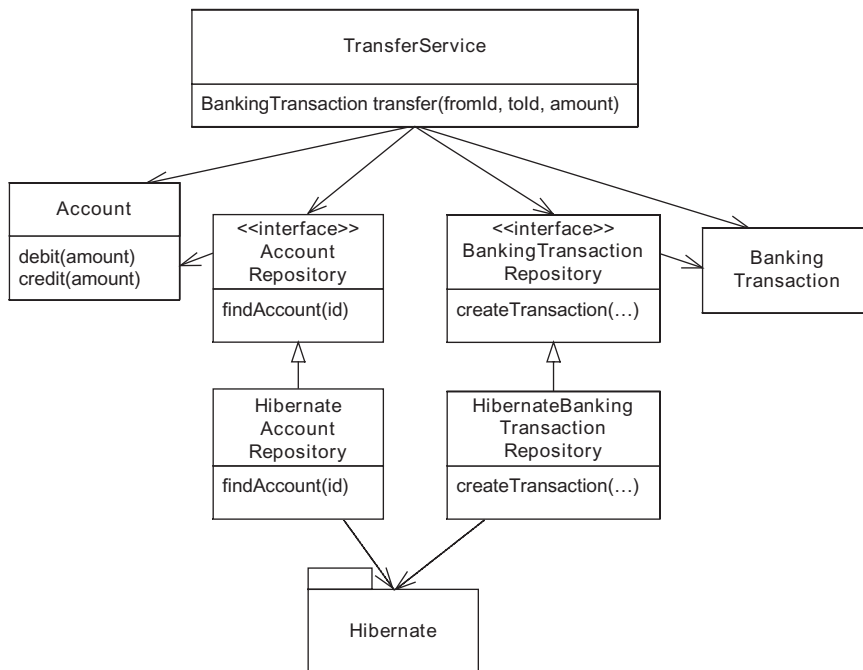 TransferService
BankingTransaction transfer(fromId, toId, amount)
Account
debit(amount)
credit(amount)
<<interface>>
Account
Repository
findAccount(id)
<<interface>>
BankingTransaction
Repository
createTransaction(…)
Banking
Transaction
Hibernate
Account
Repository
findAccount(id)
HibernateBanking
Transaction
Repository
createTransaction(…)
Hibernate